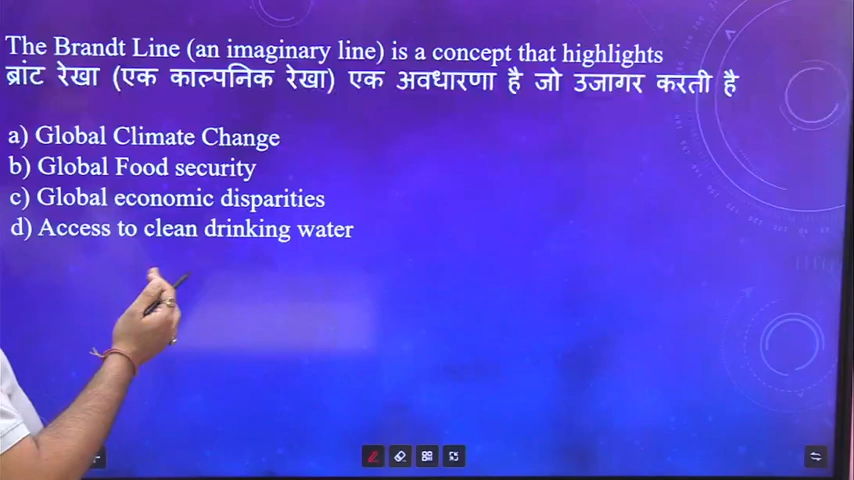 The Brandt Line (an imaginary line) is a concept that highlights
ब्रांट रेखा (एक काल्पनिक रेखा) एक अवधारणा है जो उजागर करती है
a) Global Climate Change
b) Global Food security
c) Global economic disparities
d) Access to clean drinking water